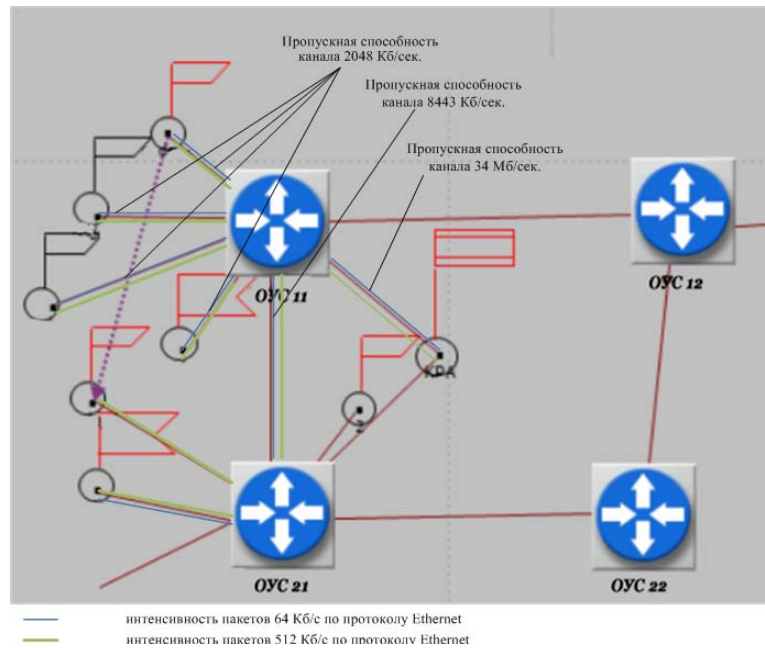 Пропускная способность
канала 2048 Кб/сек.
Пропускная способность
канала 8443 Кб/сек.
Пропускная способность
канала 34 Мб/сек.
ОУС 11
ОУС 12
КРА
2
1
ОУС 21
ОУС 22
интенсивность пакетов 64 Кб/с по протоколу Ethernet
интенсивность пакетов 512 Кб/с по протоколу Ethernet